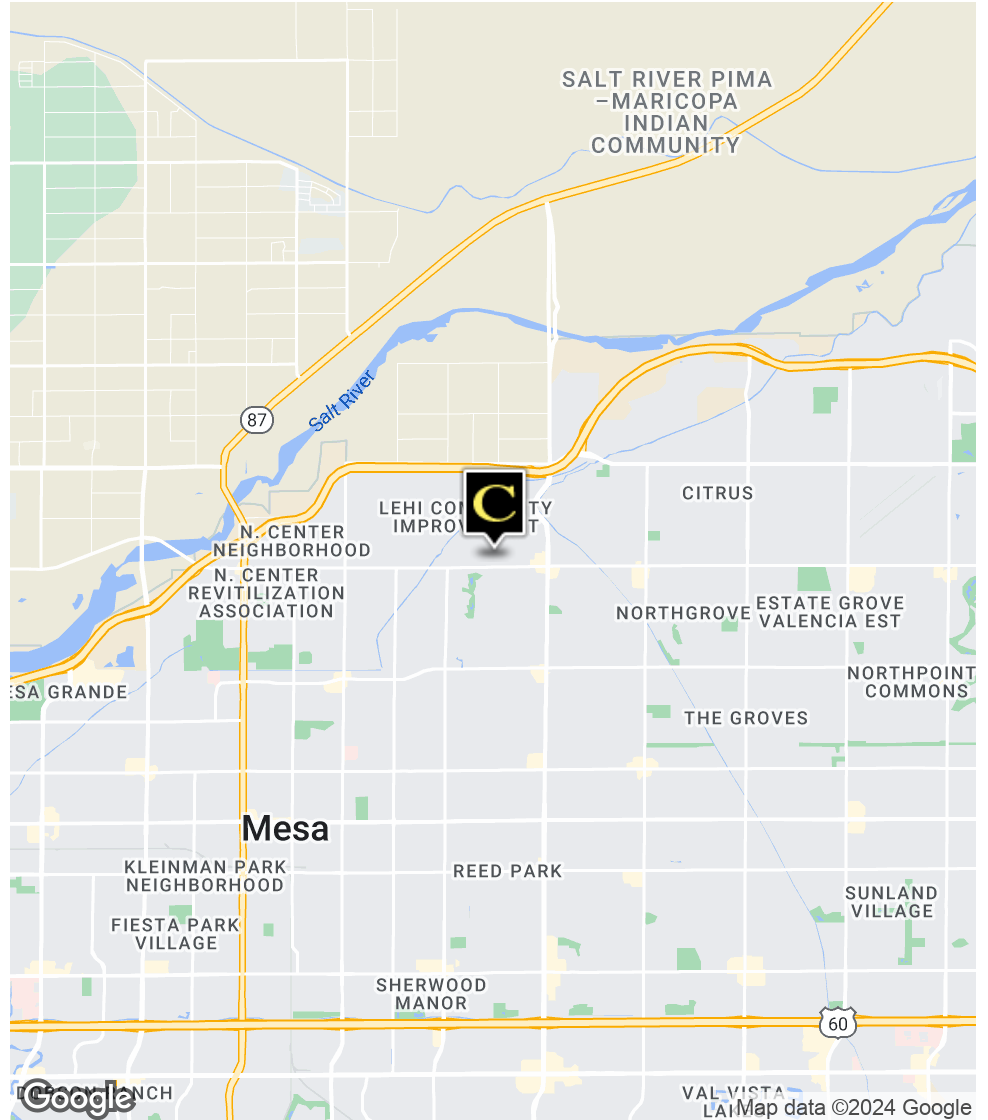 SALT RIVER PIMA
–MARICOPA
INDIAN
COMMUNITY
Salt River
87
C
CITRUS
LEHI
N. CENTER
NEIGHBORHOOD
N. CENTER
REVITILIZATION
ASSOCIATION
NORTHGROVE
ESTATE GROVE
VALENCIA EST
ESA GRANDE
NORTHPOINT
COMMONS
THE GROVES
Mesa
KLEINMAN PARK
NEIGHBORHOOD
REED PARK
SUNLAND
VILLAGE
FIESTA PARK
VILLAGE
SHERWOOD
MANOR
60
VAL VISTA
Google
Map data ©2024 Google